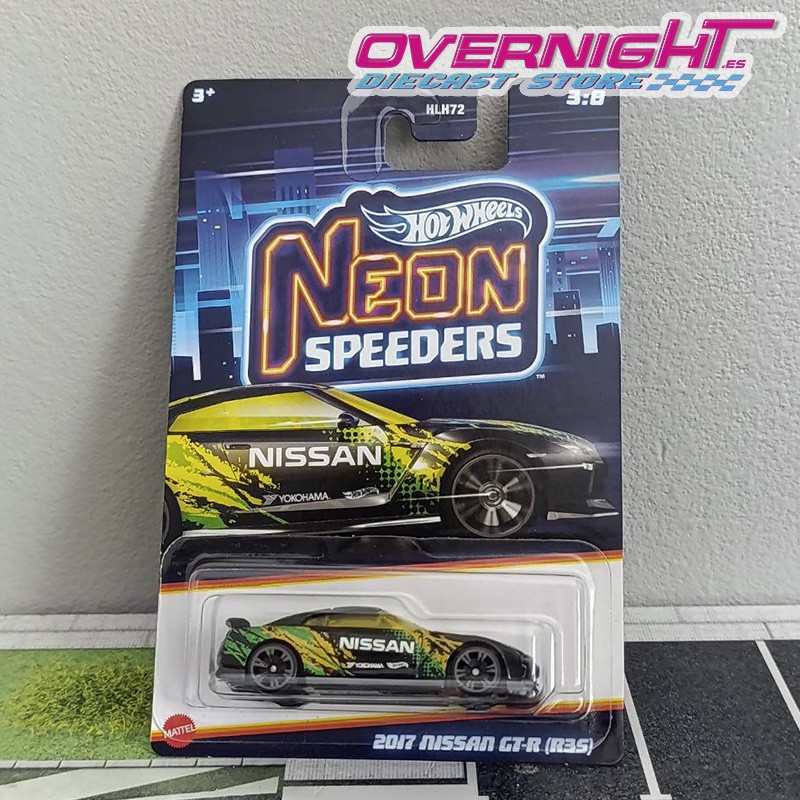 OVERNIGHT.ES
DIECAST STORE
3+
HLH72
3:8
HOT WHEELS
NEON
SPEEDERS
TM
NISSAN
YOKOHAMA
NISSAN
YOKOHAMA
MATTEL
2017 NISSAN GT-R (R35)